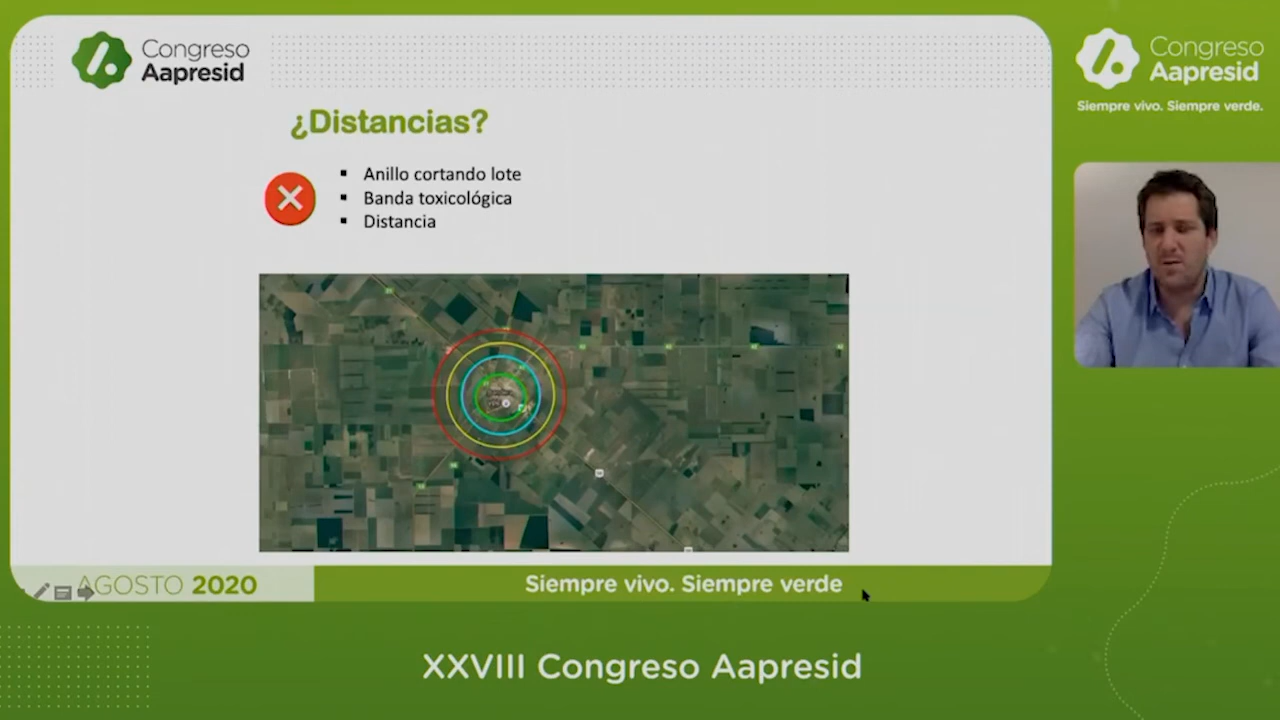 Congreso
Aapresid
¿Distancias?
Anillo cortando lote
Banda toxicológica
Distancia
AGOSTO 2020
Siempre vivo. Siempre verde
Congreso
Aapresid
Siempre vivo. Siempre verde.
XXVIII Congreso Aapresid